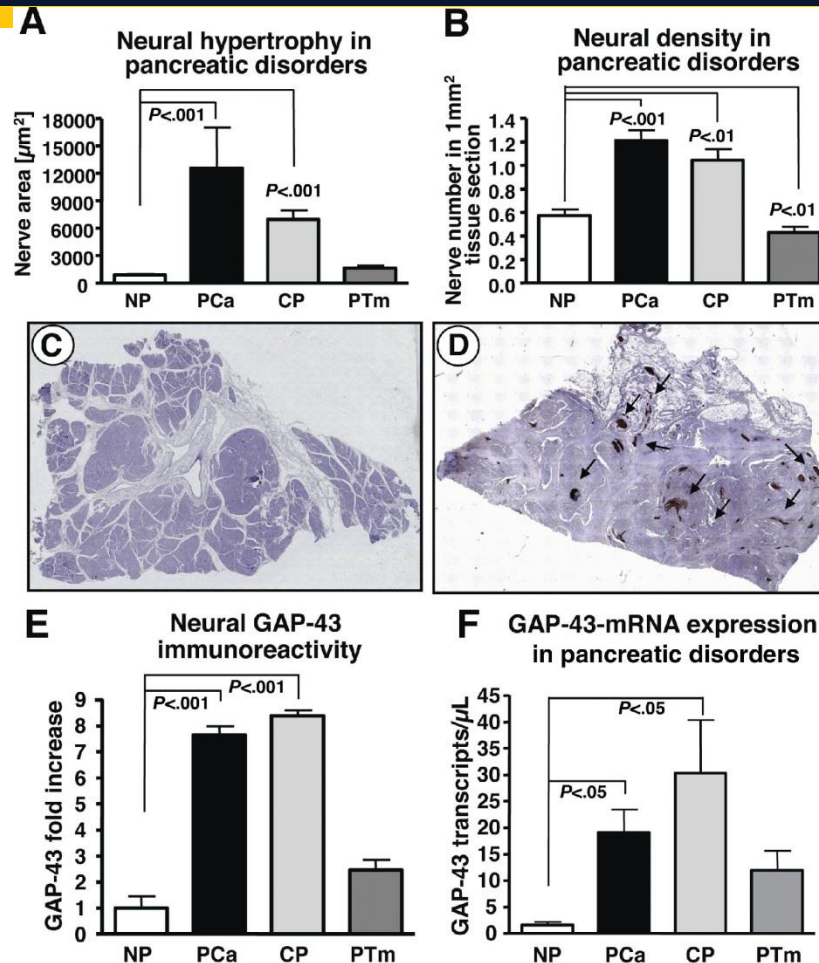 A
Neural hypertrophy in
pancreatic disorders
Nerve area [µm²]
18000
15000
12000
9000
6000
3000
0
P<.001
P<.001
NP PCa CP PTm
B
Neural density in
pancreatic disorders
Nerve number in 1mm²
tissue section
1.4
1.2
1.0
0.8
0.6
0.4
0.2
0.0
P<.001
P<.01
P<.01
NP PCa CP PTm
C
D
E
Neural GAP-43
immunoreactivity
GAP-43 fold increase
9
8
7
6
5
4
3
2
1
0
P<.001
P<.001
NP PCa CP PTm
F
GAP-43-mRNA expression
in pancreatic disorders
GAP-43 transcripts/µL
45
40
35
30
25
20
15
10
5
0
P<.05
P<.05
NP PCa CP PTm